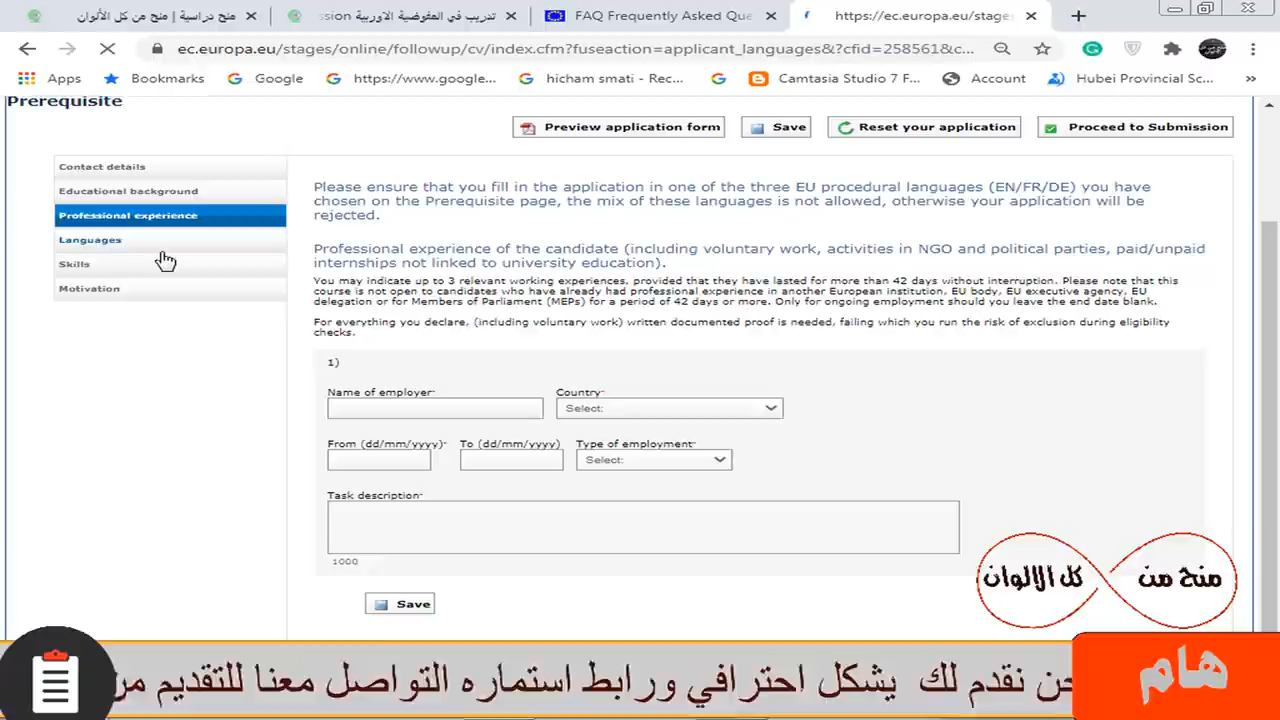 منح دراسية | منح من كل الألوان
تدريب في المفوضية الاوربية ssion
FAQ Frequently Asked Que
https://ec.europa.eu/stage
ec.europa.eu/stages/online/followup/cv/index.cfm?fuseaction=applicant_languages&?cfid=258561&c...
Apps
Bookmarks
Google
https://www.google...
hicham smati - Rec...
Camtasia Studio 7 F...
Account
Hubei Provincial Sc...
»
Prerequisite
Preview application form
Save
Reset your application
Proceed to Submission
Contact details
Educational background
Professional experience
Languages
Skills
Motivation
Please ensure that you fill in the application in one of the three EU procedural languages (EN/FR/DE) you have
chosen on the Prerequisite page, the mix of these languages is not allowed, otherwise your application will be
rejected.
Professional experience of the candidate (including voluntary work, activities in NGO and political parties, paid/unpaid
internships not linked to university education).
You may indicate up to 3 relevant working experiences, provided that they have lasted for more than 42 days without interruption. Please note that this
course is not open to candidates who have already had professional experience in another European institution, EU body, EU executive agency, EU
delegation or for Members of Parliament (MEPs) for a period of 42 days or more. Only for ongoing employment should you leave the end date blank.
For everything you declare, (including voluntary work) written documented proof is needed, failing which you run the risk of exclusion during eligibility
checks.
1)
Name of employer*
Country*
Select:
From (dd/mm/yyyy)*
To (dd/mm/yyyy)
Type of employment*
Select:
Task description*
1000
Save
منح من كل الالوان
حن نقدم لك يشكل احترافي ورابط استماره التواصل معنا للتقديم من
هام